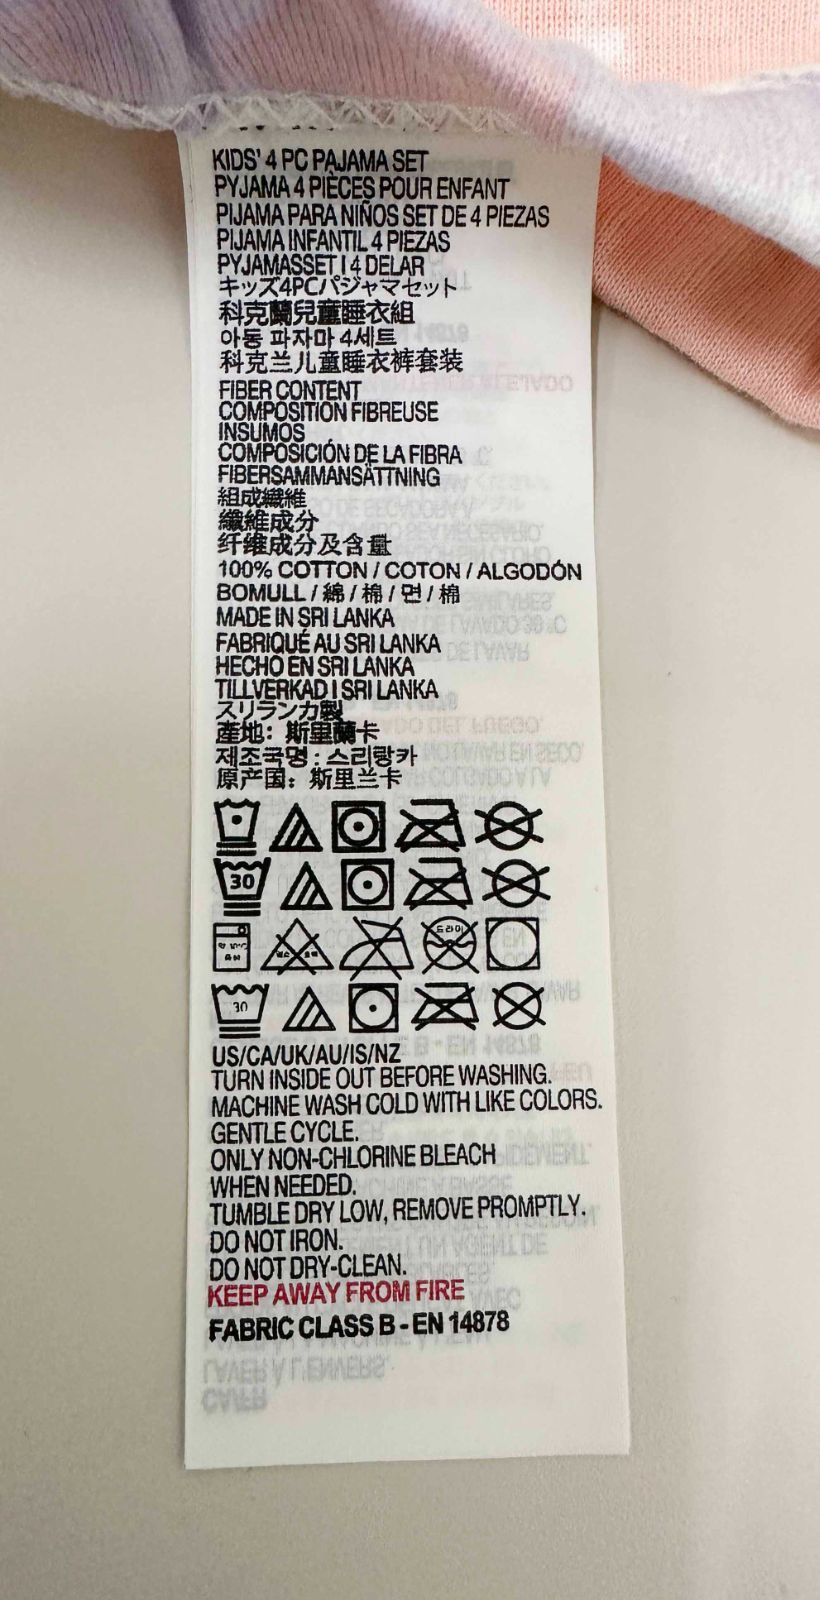 KIDS' 4 PC PAJAMA SET
PYJAMA 4 PIÈCES POUR ENFANT
PIJAMA PARA NIÑOS SET DE 4 PIEZAS
PIJAMA INFANTIL 4 PIEZAS
PYJAMASSET I 4 DELAR
キッズ4PCパジャマセット
科克蘭兒童睡衣組
아동 파자마 4세트
科克兰儿童睡衣裤套装
FIBER CONTENT
COMPOSITION FIBREUSE
INSUMOS
COMPOSICIÓN DE LA FIBRA
FIBERSAMMANSÄTTNING
組成繊維
纖維成分
纤维成分及含量
100% COTTON / COTON / ALGODÓN
BOMULL / 綿 / 棉 / 면 / 棉
MADE IN SRI LANKA
FABRIQUÉ AU SRI LANKA
HECHO EN SRI LANKA
TILLVERKAD I SRI LANKA
スリランカ製
產地: 斯里蘭卡
제조국명 : 스리랑카
原产国: 斯里兰卡
30
드라이
30
US/CA/UK/AU/IS/NZ
TURN INSIDE OUT BEFORE WASHING.
MACHINE WASH COLD WITH LIKE COLORS.
GENTLE CYCLE.
ONLY NON-CHLORINE BLEACH
WHEN NEEDED.
TUMBLE DRY LOW, REMOVE PROMPTLY.
DO NOT IRON.
DO NOT DRY-CLEAN.
KEEP AWAY FROM FIRE
FABRIC CLASS B - EN 14878